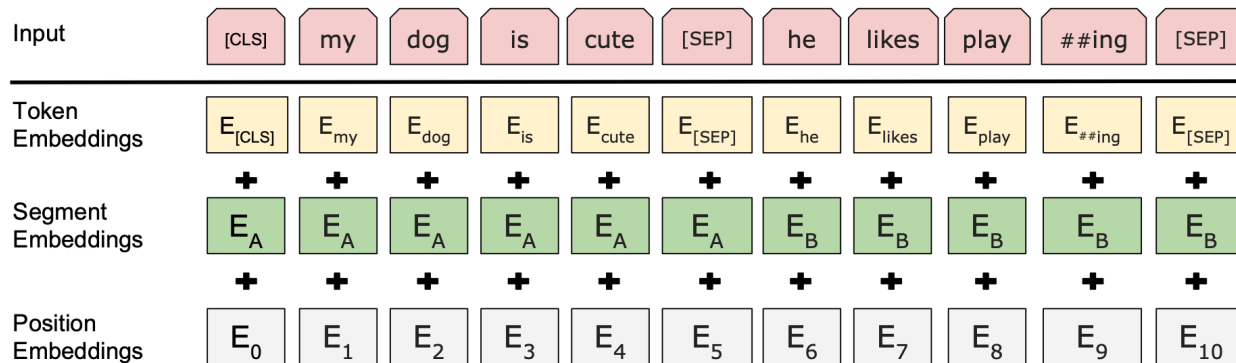 Input [CLS] my dog is cute [SEP] he likes play ##ing [SEP]
Token
Embeddings E[CLS] Emy Edog Eis Ecute E[SEP] Ehe Elikes Eplay E##ing E[SEP]
+ + + + + + + + + + +
Segment
Embeddings EA EA EA EA EA EA EB EB EB EB EB
+ + + + + + + + + + +
Position
Embeddings E0 E1 E2 E3 E4 E5 E6 E7 E8 E9 E10